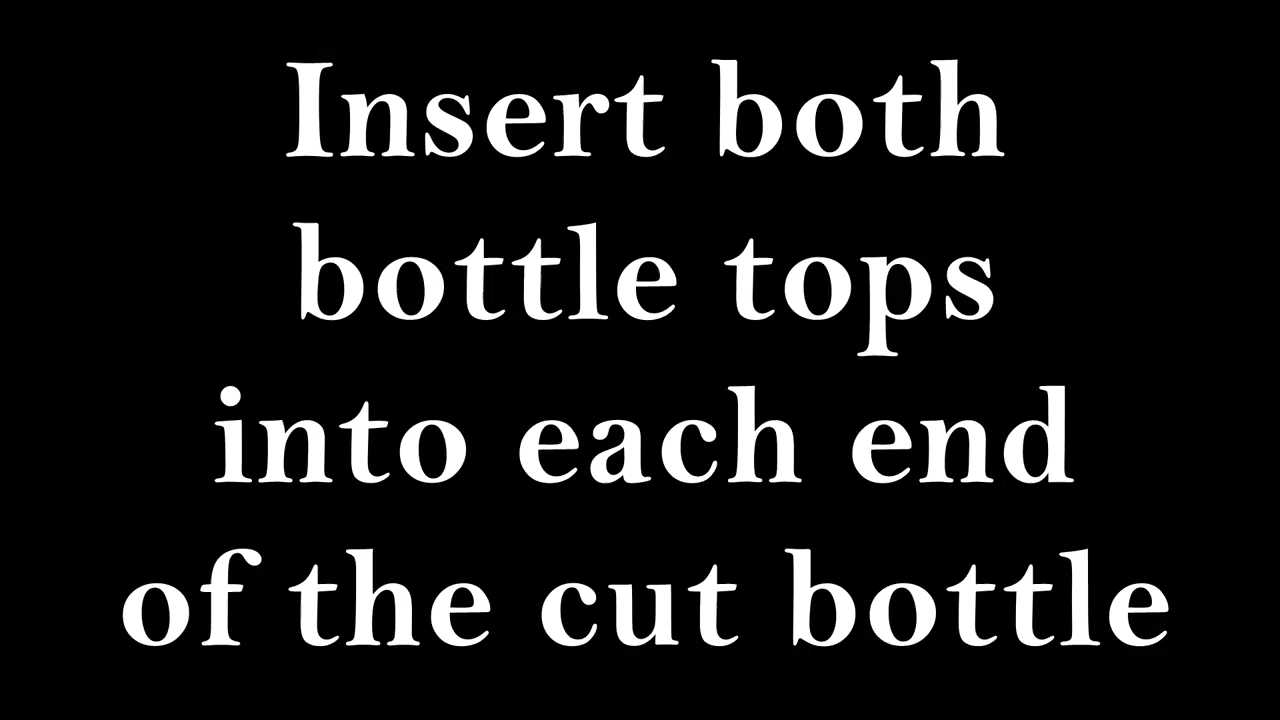 Insert both
bottle tops
into each end
of the cut bottle